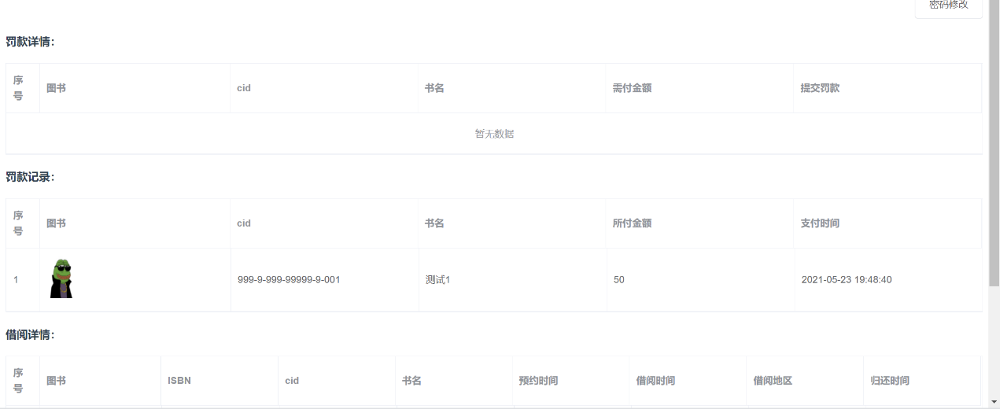 密码修改
罚款详情:
序号 图书 cid 书名 需付金额 提交罚款
暂无数据
罚款记录:
序号 图书 cid 书名 所付金额 支付时间
1 999-9-999-99999-9-001 测试1 50 2021-05-23 19:48:40
借阅详情:
序号 图书 ISBN cid 书名 预约时间 借阅时间 借阅地区 归还时间